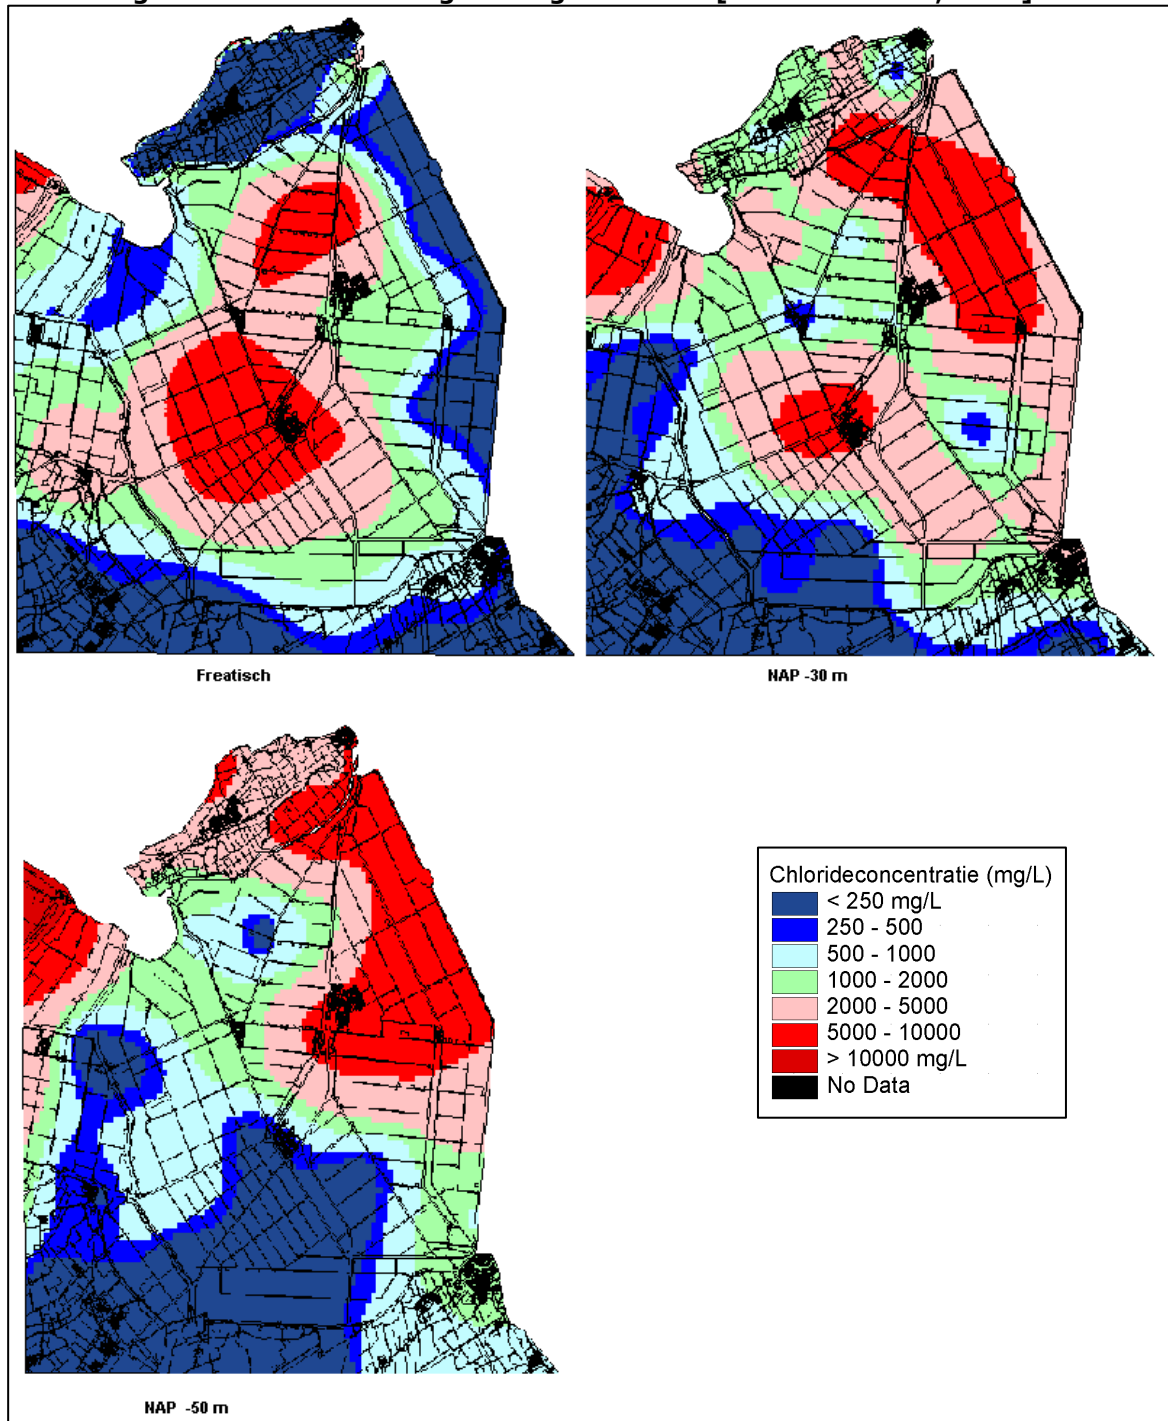 Freatisch
NAP -30 m
NAP -50 m
Chlorideconcentratie (mg/L)
< 250 mg/L
250 - 500
500 - 1000
1000 - 2000
2000 - 5000
5000 - 10000
> 10000 mg/L
No Data